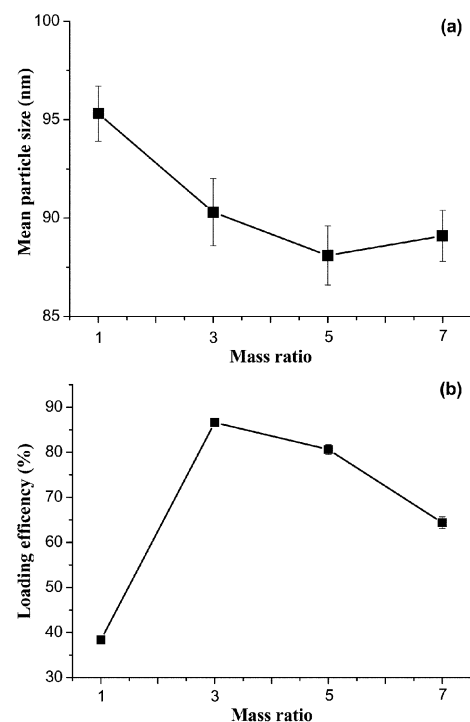 (a)
100
95
90
85
Mean particle size (nm)
1 3 5 7
Mass ratio
(b)
90
80
70
60
50
40
30
Loading efficency (%)
1 3 5 7
Mass ratio